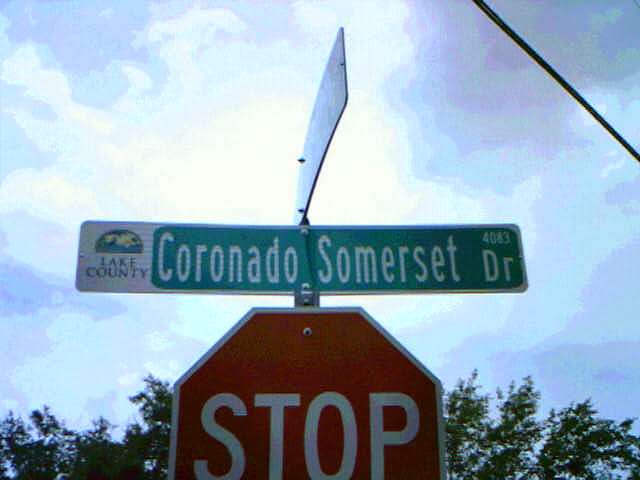 LAKE
COUNTY
Coronado Somerset Dr
4083
STOP